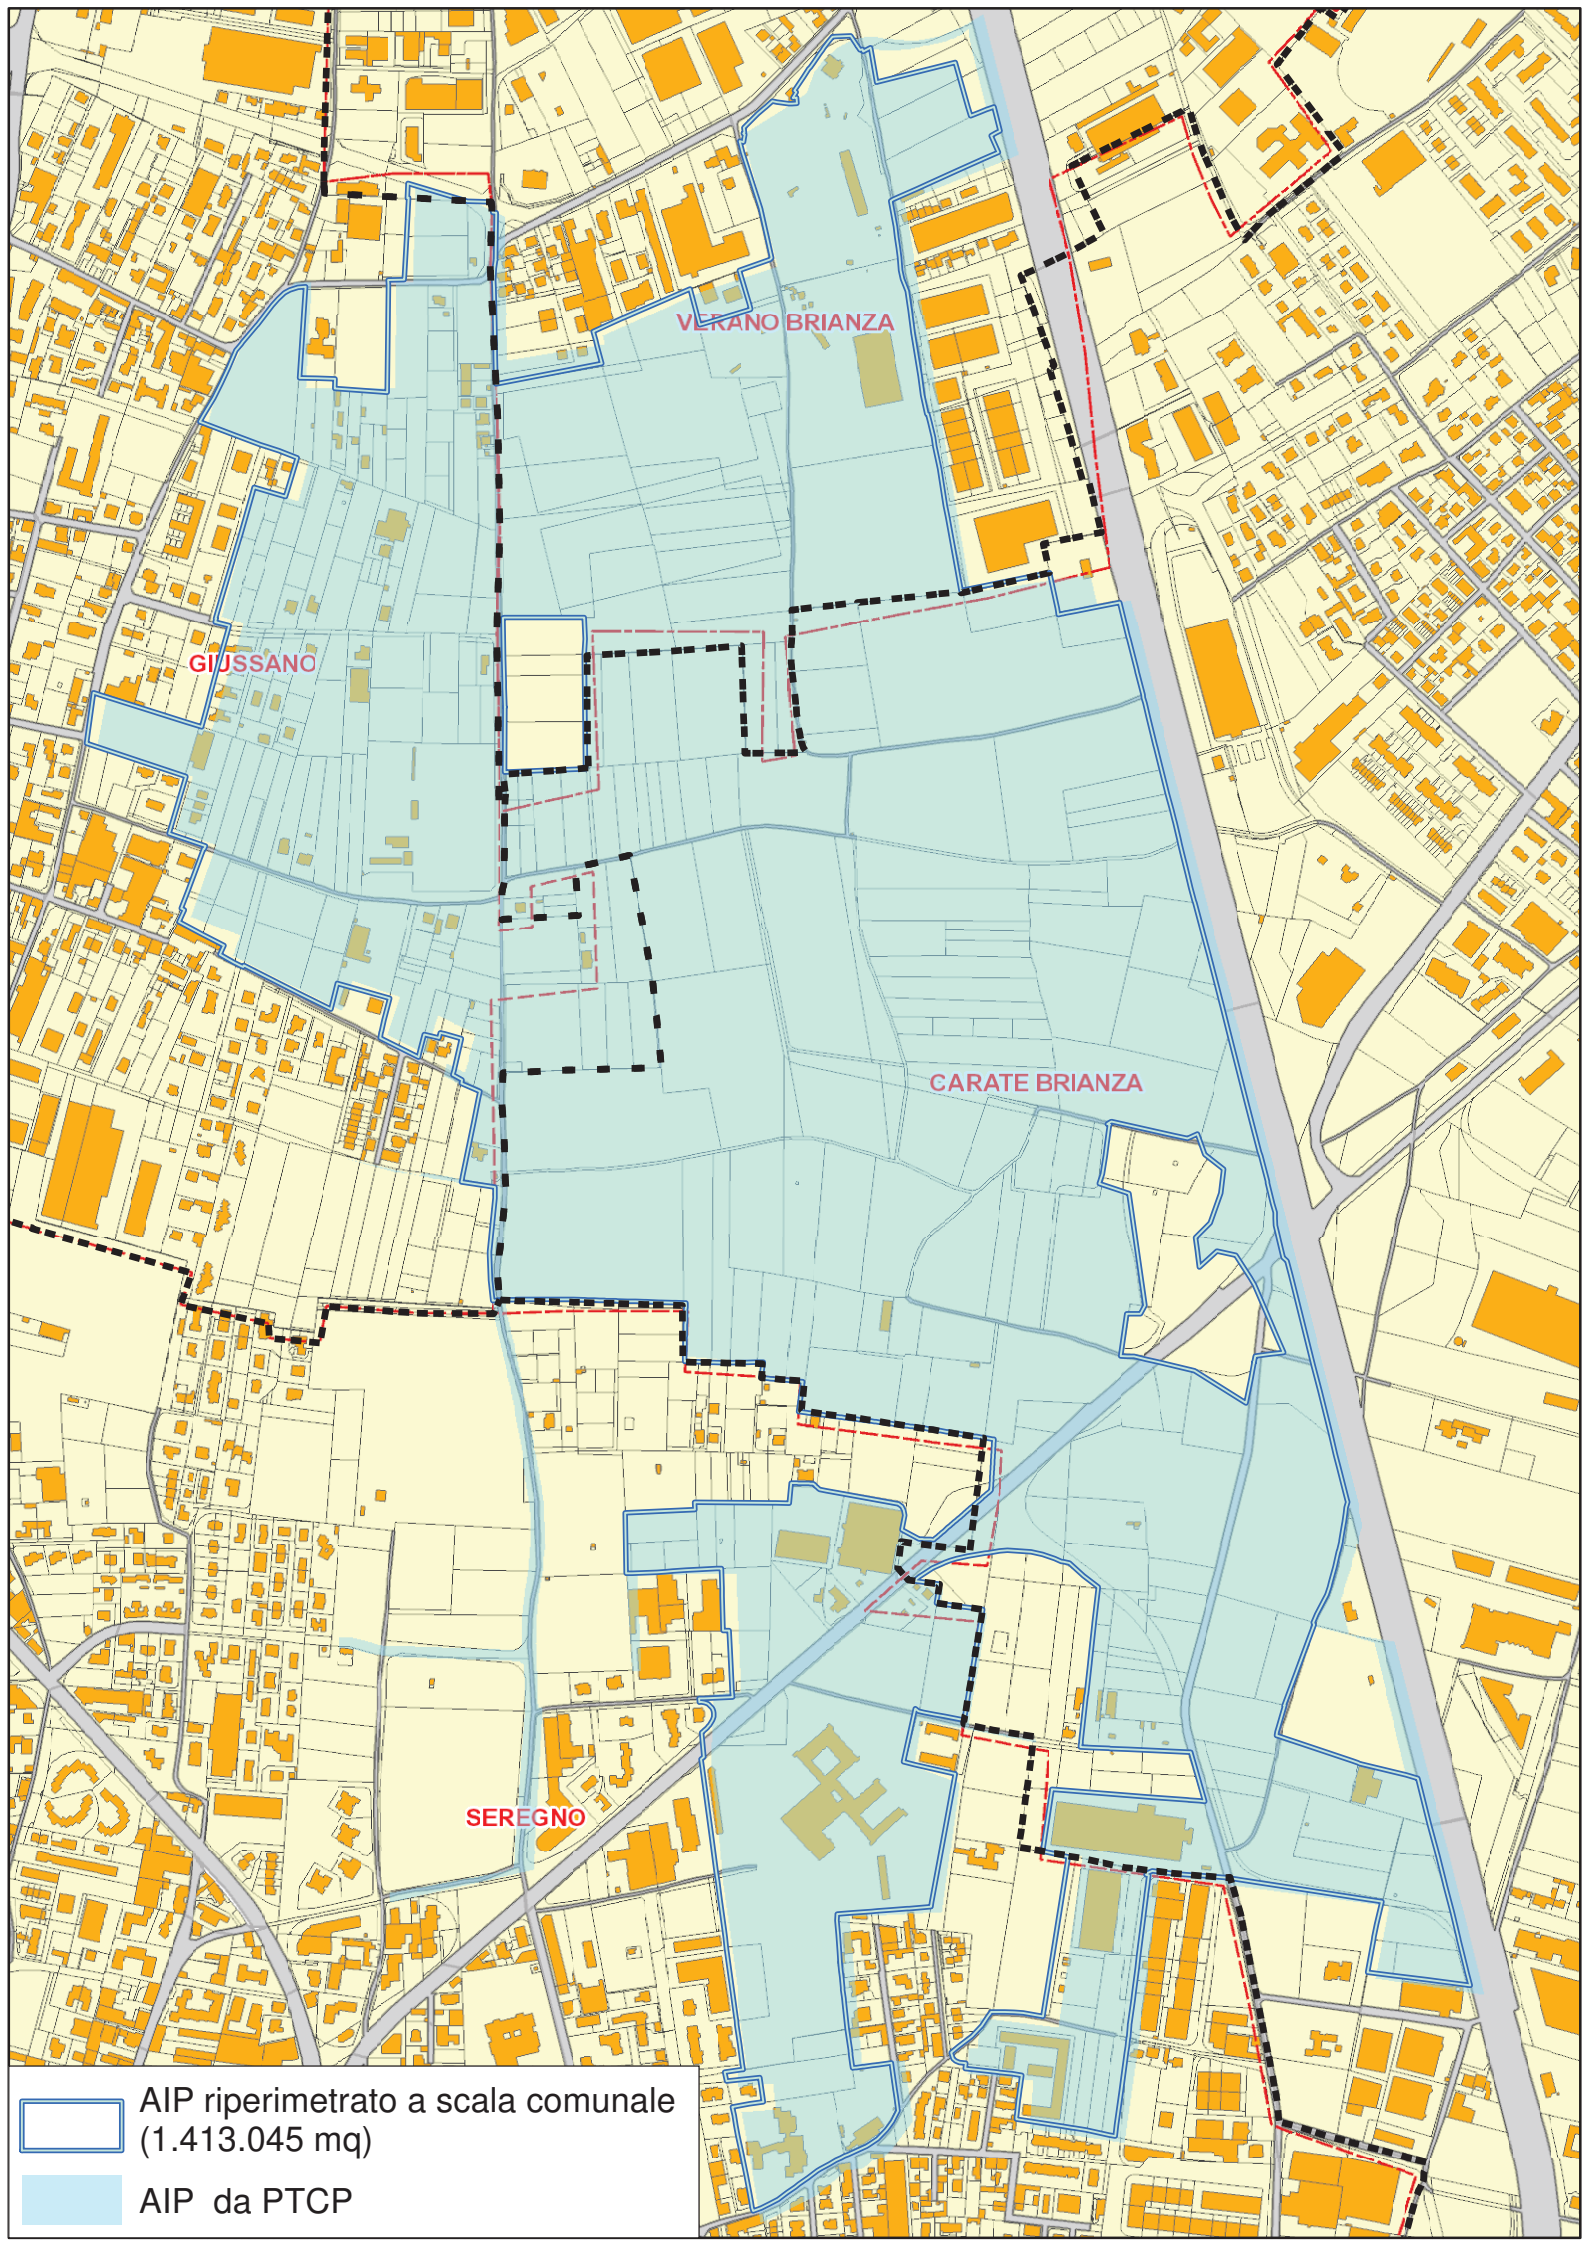 VERANO BRIANZA
GIUSSANO
CARATE BRIANZA
SEREGNO
AIP riperimetrato a scala comunale
(1.413.045 mq)
AIP da PTCP